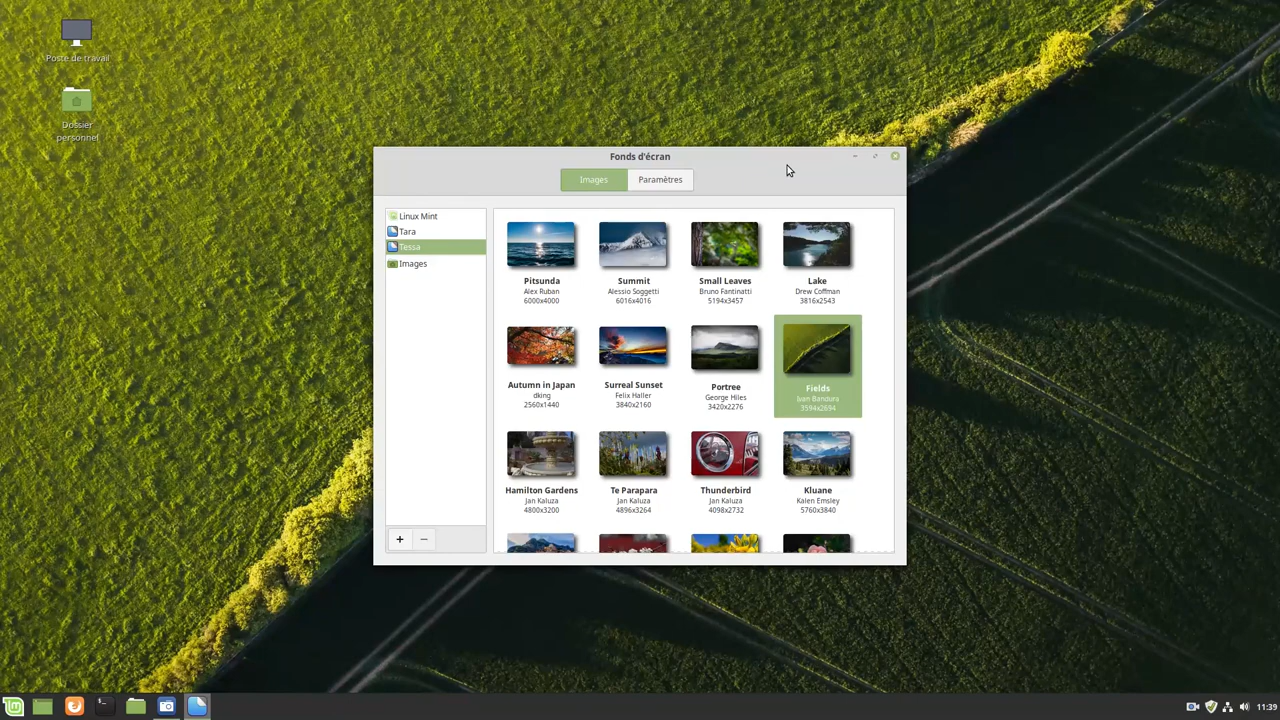 Poste de travail
Dossier
personnel
Fonds d'écran
Images
Paramètres
Linux Mint
Tara
Tessa
Images
Pitsunda
Alex Ruban
6000x4000
Summit
Alessio Soggetti
6016x4016
Small Leaves
Bruno Fantinatti
5194x3457
Lake
Drew Coffman
3816x2543
Autumn in Japan
dking
2560x1440
Surreal Sunset
Felix Haller
3840x2160
Portree
George Hiles
3420x2276
Fields
Ivan Bandura
3594x2694
Hamilton Gardens
Jan Kaluza
4800x3200
Te Parapara
Jan Kaluza
4896x3264
Thunderbird
Jan Kaluza
4098x2732
Kluane
Kalen Emsley
5760x3840
11:39